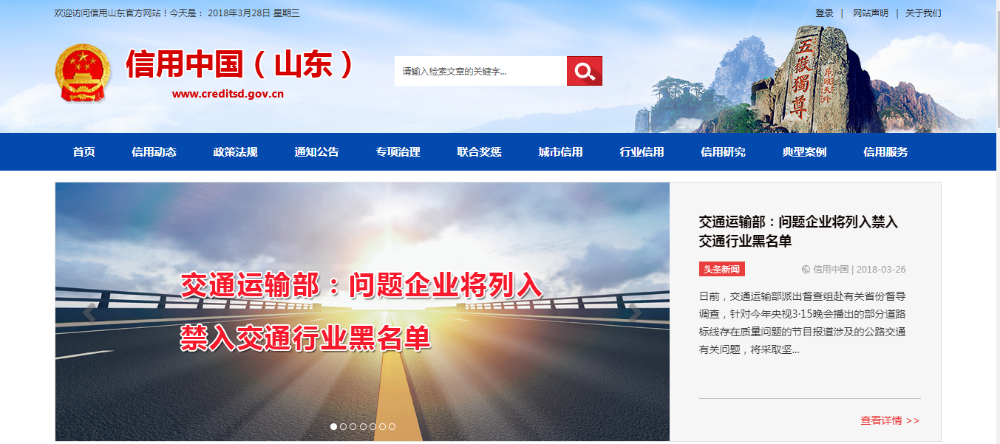 欢迎访问信用山东官方网站！今天是： 2018年3月28日 星期三
登录 | 网站声明 | 关于我们
信用中国（山东）
www.creditsd.gov.cn
请输入检索文章的关键字...
五嶽獨尊
昂頭天外
首页 信用动态 政策法规 通知公告 专项治理 联合奖惩 城市信用 行业信用 信用研究 典型案例 信用服务
交通运输部：问题企业将列入
禁入交通行业黑名单
交通运输部：问题企业将列入禁入
交通行业黑名单
头条新闻 信用中国 | 2018-03-26
日前，交通运输部派出督查组赴有关省份督导
调查，针对今年央视3·15晚会播出的部分道路
标线存在质量问题的节目报道涉及的公路交通
有关问题，将采取坚...
查看详情 >>